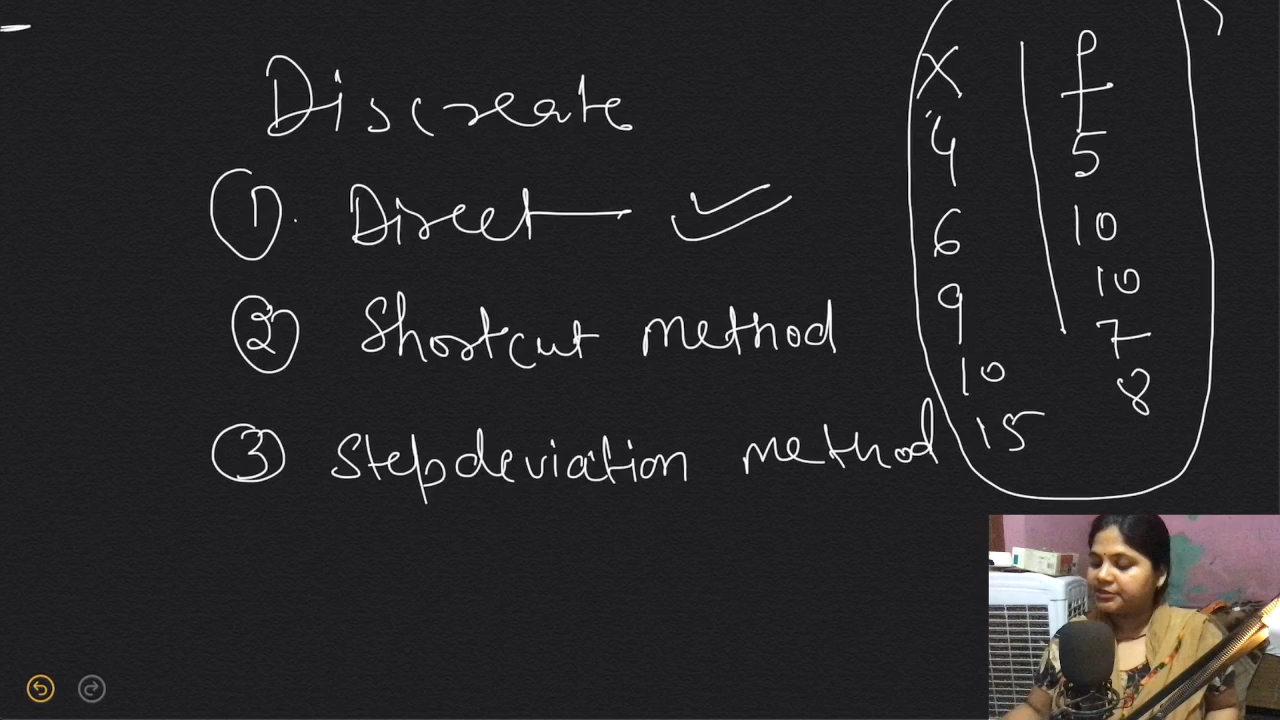 Discreate
① Direct
② Shortcut method
③ Stepdeviation method
X f
4 5
6 10
9 10
10 7
15 8